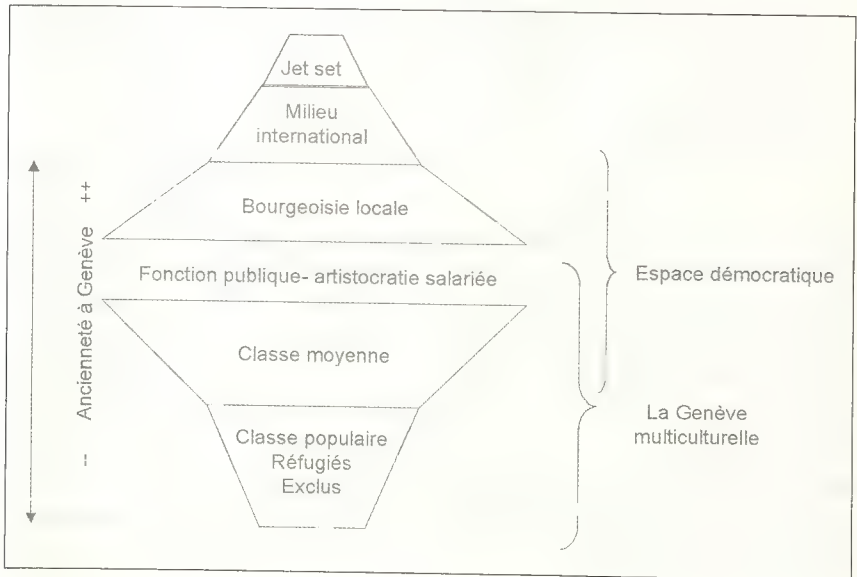 Jet set
Milieu
international
Bourgeoisie locale
Fonction publique- artistocratie salariée
Classe moyenne
Classe populaire
Réfugiés
Exclus
-- Ancienneté à Genève ++
Espace démocratique
La Genève
multiculturelle